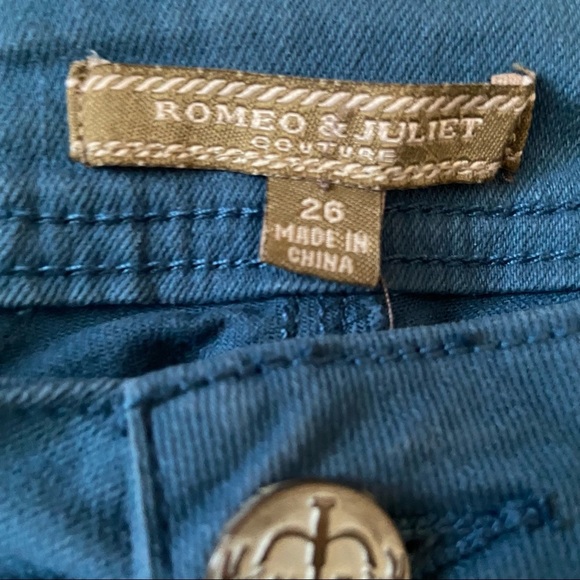 ROMEO & JULIET
COUTURE
26
MADE IN
CHINA